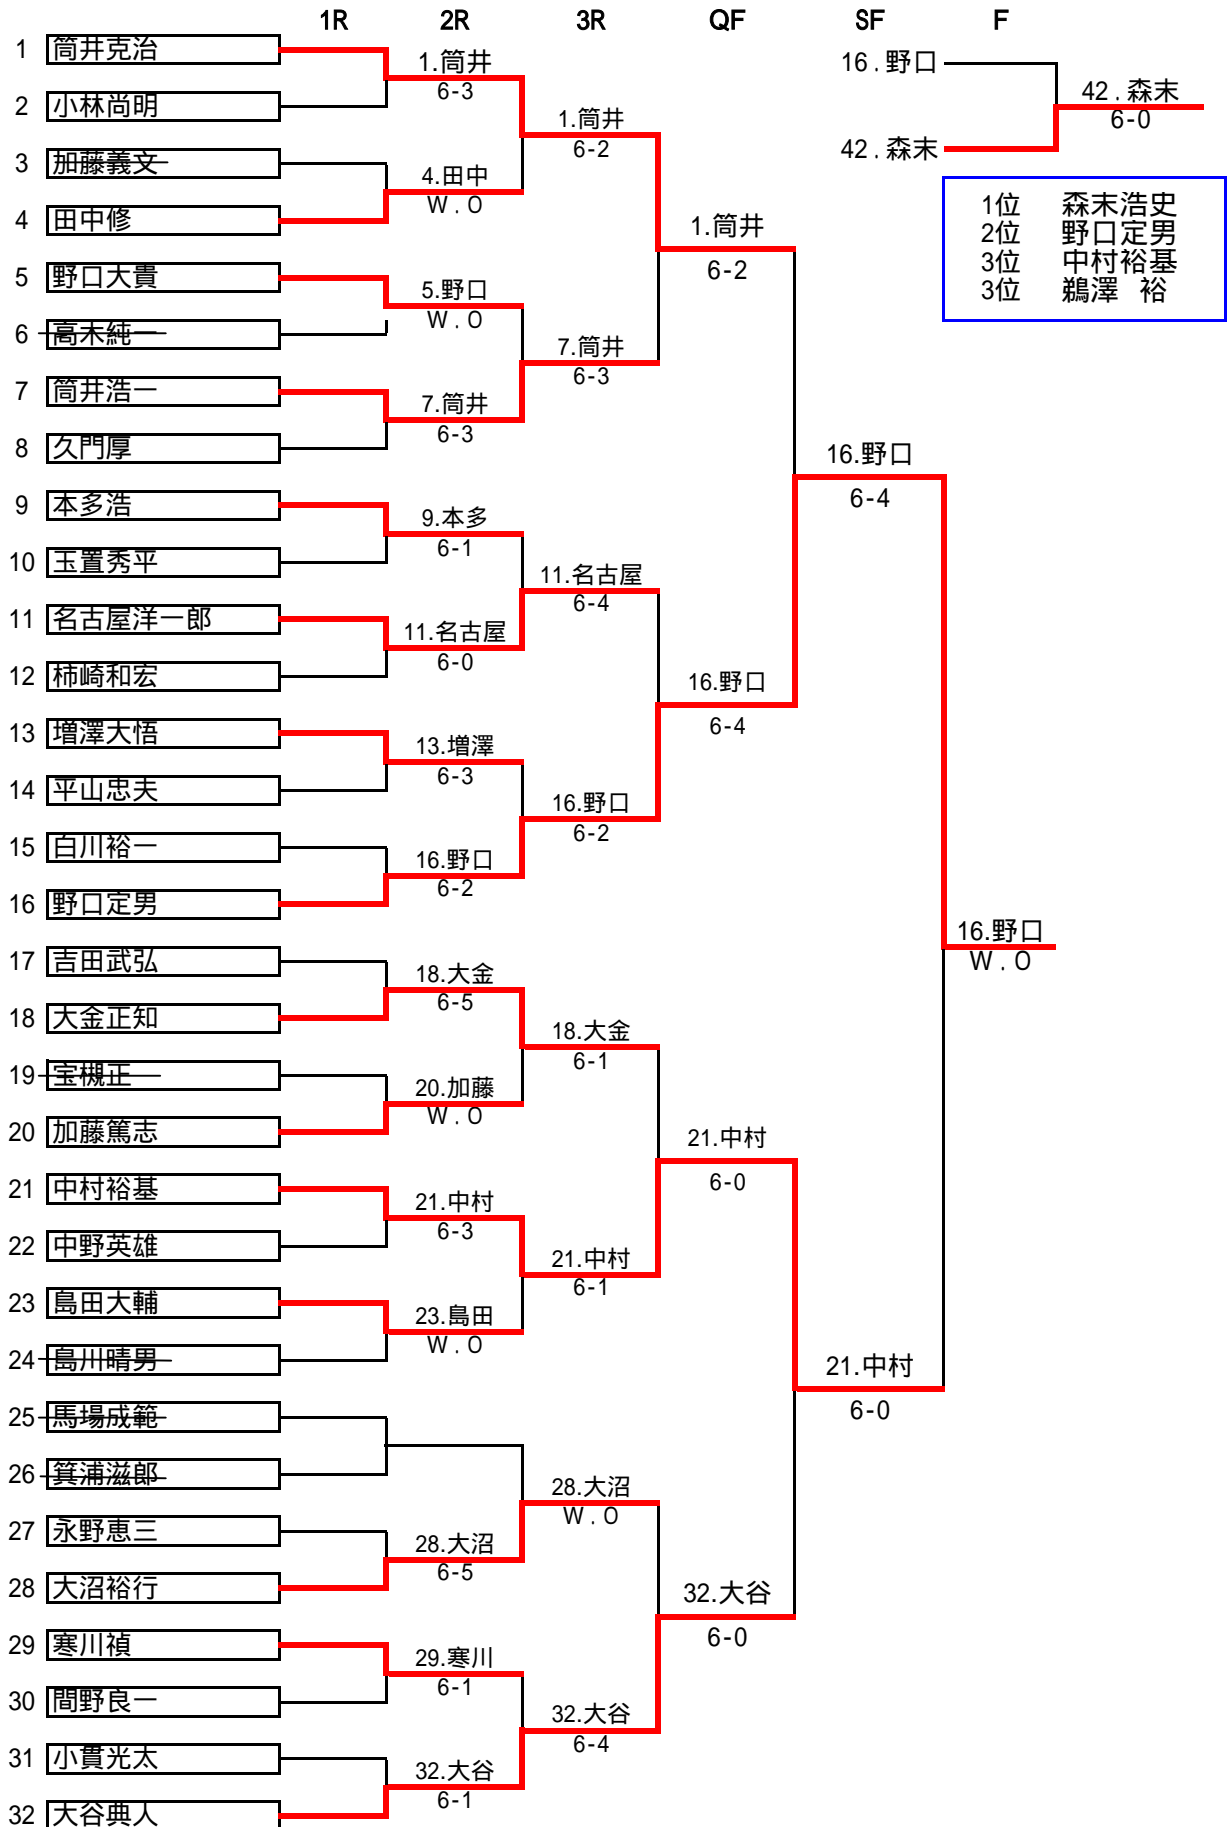 1R 2R 3R QF SF F
1 筒井克治
2 小林尚明
3 加藤義文
4 田中修
5 野口大貴
6 高木純一
7 筒井浩一
8 久門厚
9 本多浩
10 玉置秀平
11 名古屋洋一郎
12 柿崎和宏
13 増澤大悟
14 平山忠夫
15 白川裕一
16 野口定男
17 吉田武弘
18 大金正知
19 宝槻正
20 加藤篤志
21 中村裕基
22 中野英雄
23 島田大輔
24 島川晴男
25 馬場成範
26 箕浦滋郎
27 永野恵三
28 大沼裕行
29 寒川禎
30 間野良一
31 小貫光太
32 大谷典人
1.筒井
6-3
4.田中
W.O
5.野口
W.O
7.筒井
6-3
9.本多
6-1
11.名古屋
6-0
13.増澤
6-3
16.野口
6-2
18.大金
6-5
20.加藤
W.O
21.中村
6-3
23.島田
W.O
28.大沼
6-5
29.寒川
6-1
32.大谷
6-1
1.筒井
6-2
7.筒井
6-3
11.名古屋
6-4
16.野口
6-2
18.大金
6-1
21.中村
6-1
28.大沼
W.O
32.大谷
6-4
1.筒井
6-2
16.野口
6-4
21.中村
6-0
32.大谷
6-0
16.野口
6-4
21.中村
6-0
16.野口
W.O
16.野口
42.森末
42.森末
6-0
1位 森末浩史
2位 野口定男
3位 中村裕基
3位 鵜澤 裕